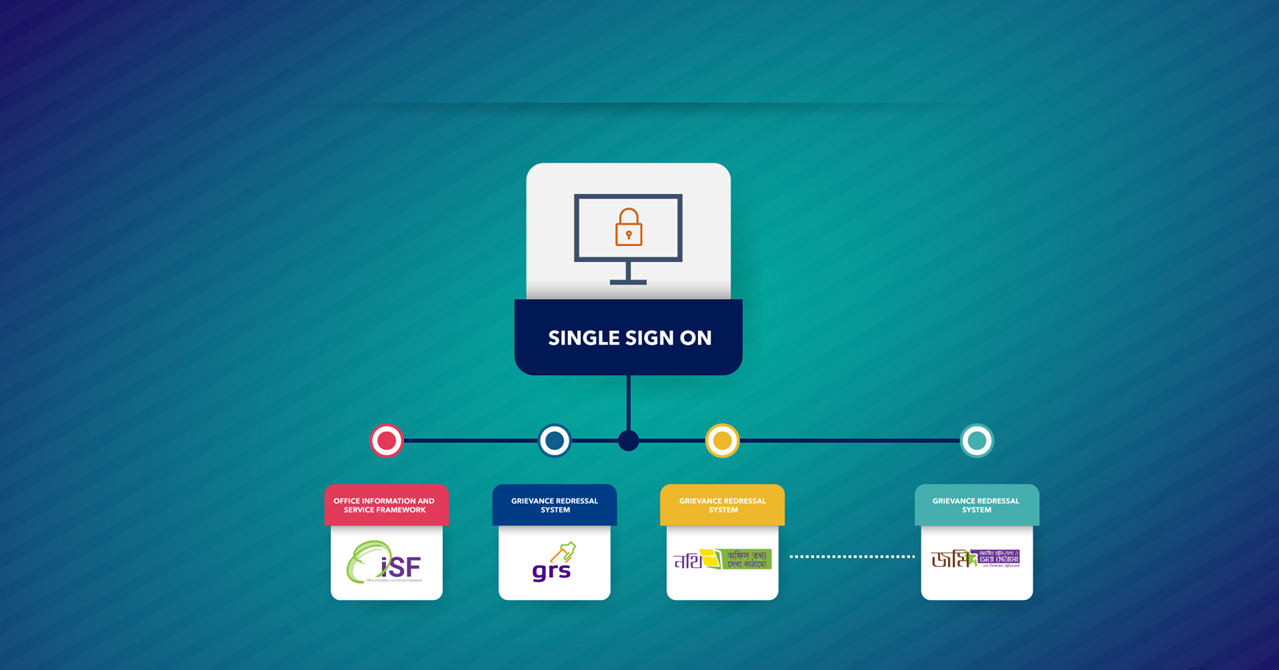 SINGLE SIGN ON
OFFICE INFORMATION AND
SERVICE FRAMEWORK
GRIEVANCE REDRESSAL
SYSTEM
GRIEVANCE REDRESSAL
SYSTEM
GRIEVANCE REDRESSAL
SYSTEM
iSF
grs
নথি
অফিস তথ্য
সেবা কাঠামো
জমি